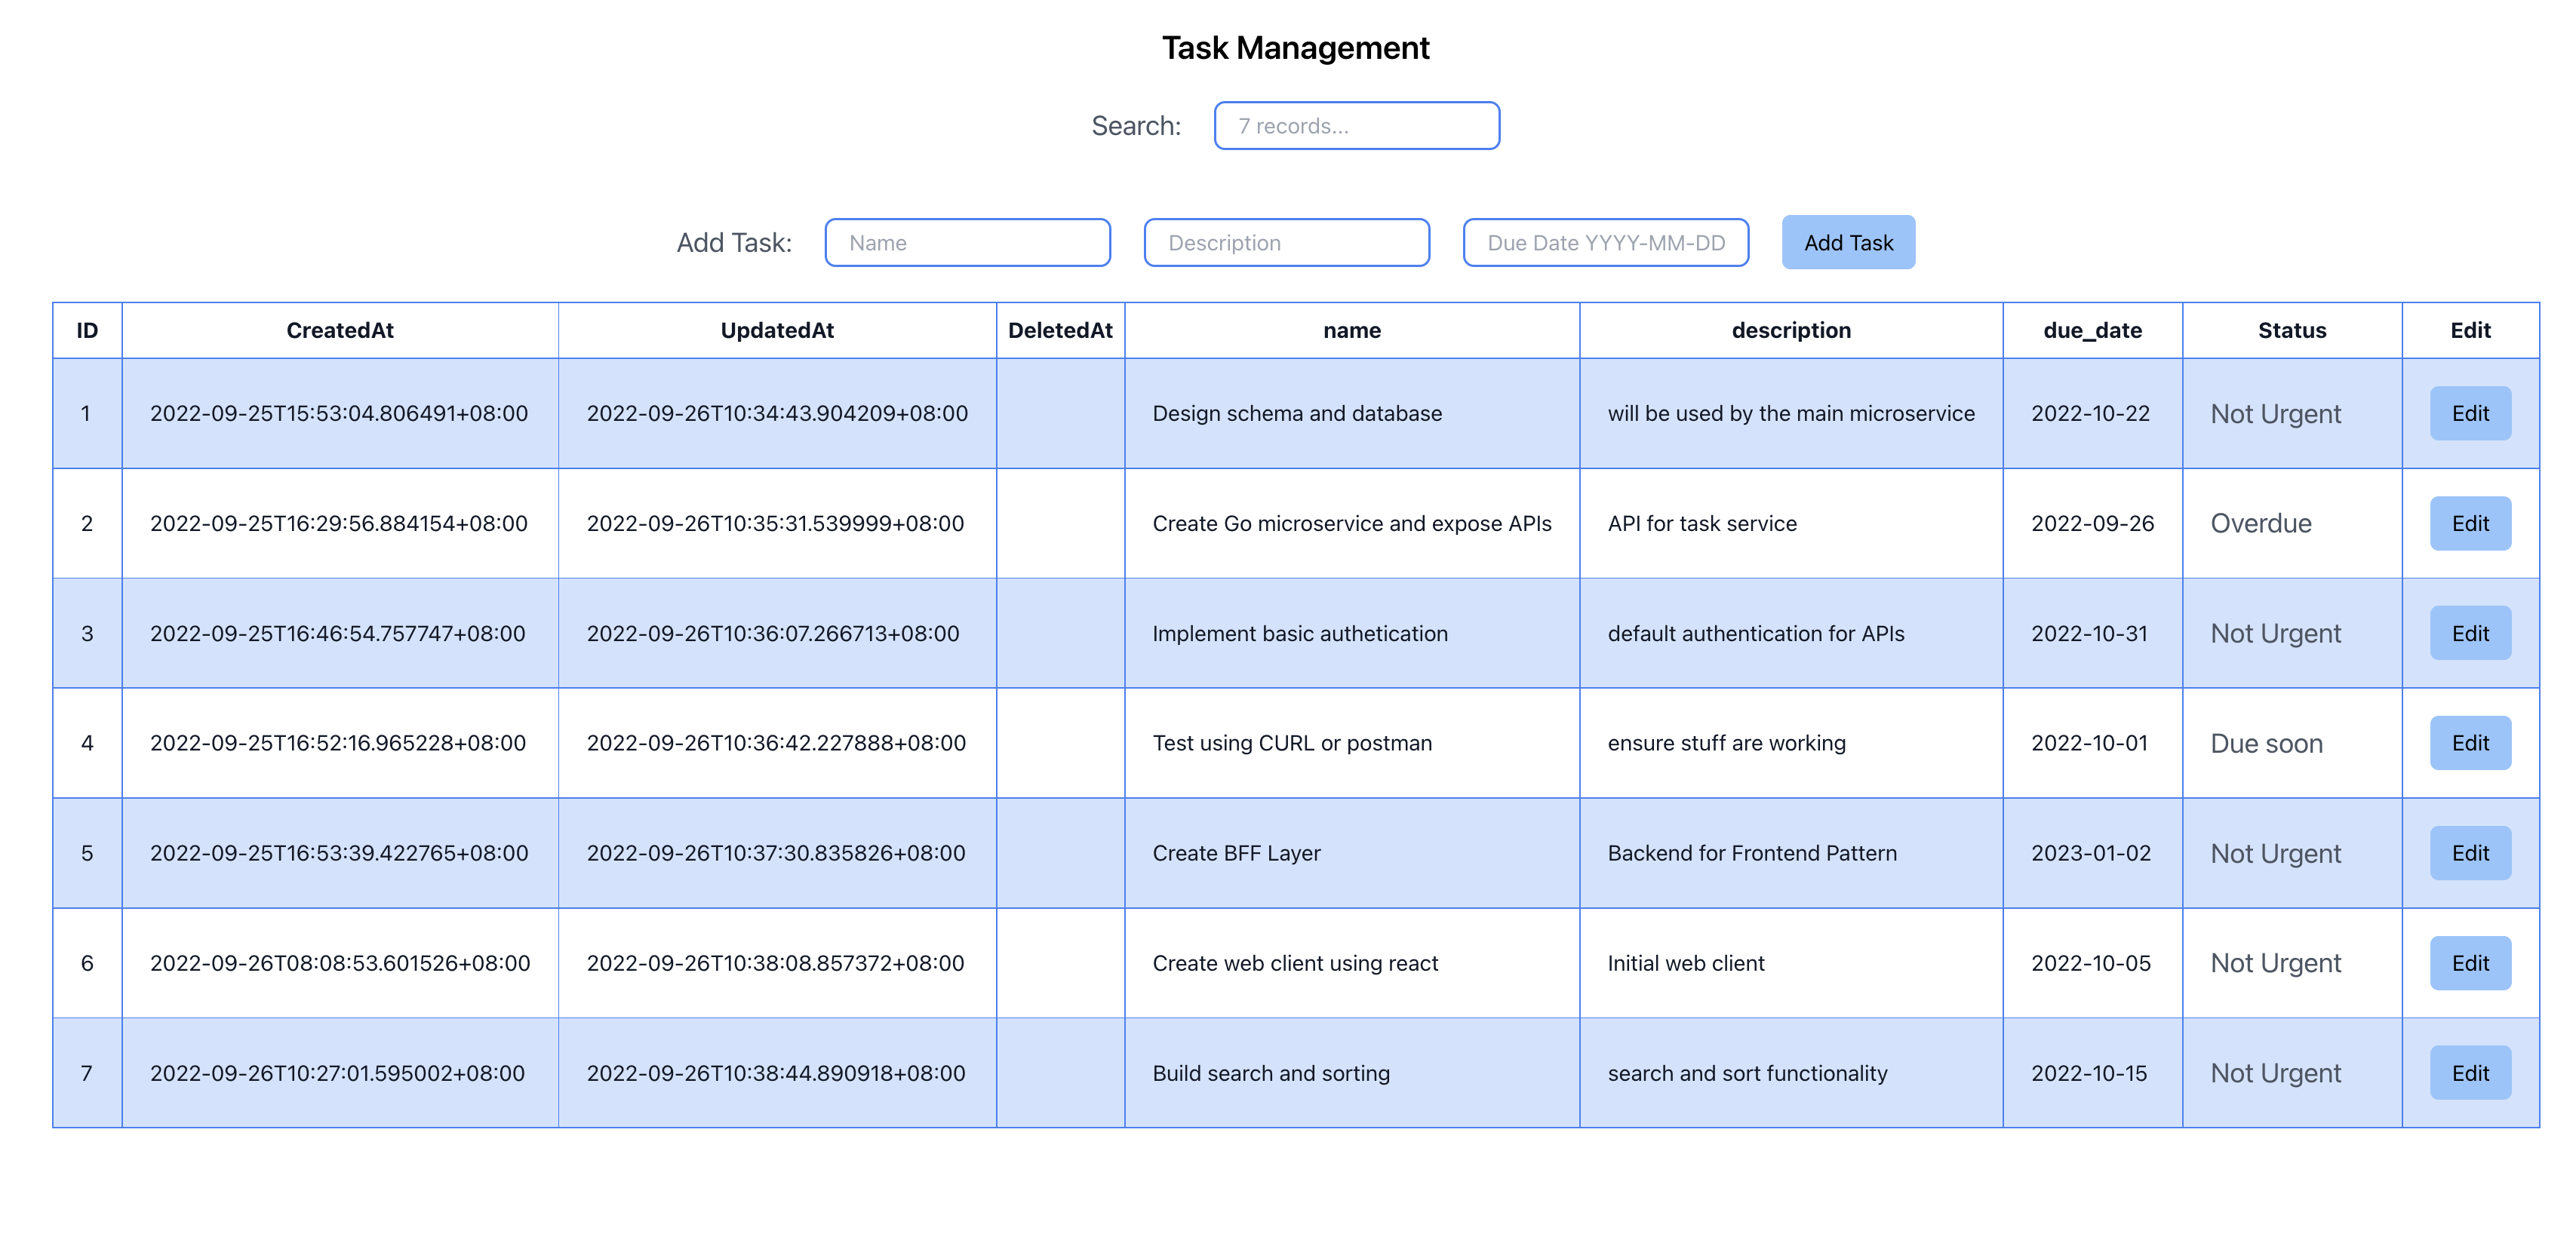 Task Management
Search: 7 records...
Add Task: Name Description Due Date YYYY-MM-DD Add Task
ID CreatedAt UpdatedAt DeletedAt name description due_date Status Edit
1 2022-09-25T15:53:04.806491+08:00 2022-09-26T10:34:43.904209+08:00 Design schema and database will be used by the main microservice 2022-10-22 Not Urgent Edit
2 2022-09-25T16:29:56.884154+08:00 2022-09-26T10:35:31.539999+08:00 Create Go microservice and expose APIs API for task service 2022-09-26 Overdue Edit
3 2022-09-25T16:46:54.757747+08:00 2022-09-26T10:36:07.266713+08:00 Implement basic authetication default authentication for APIs 2022-10-31 Not Urgent Edit
4 2022-09-25T16:52:16.965228+08:00 2022-09-26T10:36:42.227888+08:00 Test using CURL or postman ensure stuff are working 2022-10-01 Due soon Edit
5 2022-09-25T16:53:39.422765+08:00 2022-09-26T10:37:30.835826+08:00 Create BFF Layer Backend for Frontend Pattern 2023-01-02 Not Urgent Edit
6 2022-09-26T08:08:53.601526+08:00 2022-09-26T10:38:08.857372+08:00 Create web client using react Initial web client 2022-10-05 Not Urgent Edit
7 2022-09-26T10:27:01.595002+08:00 2022-09-26T10:38:44.890918+08:00 Build search and sorting search and sort functionality 2022-10-15 Not Urgent Edit